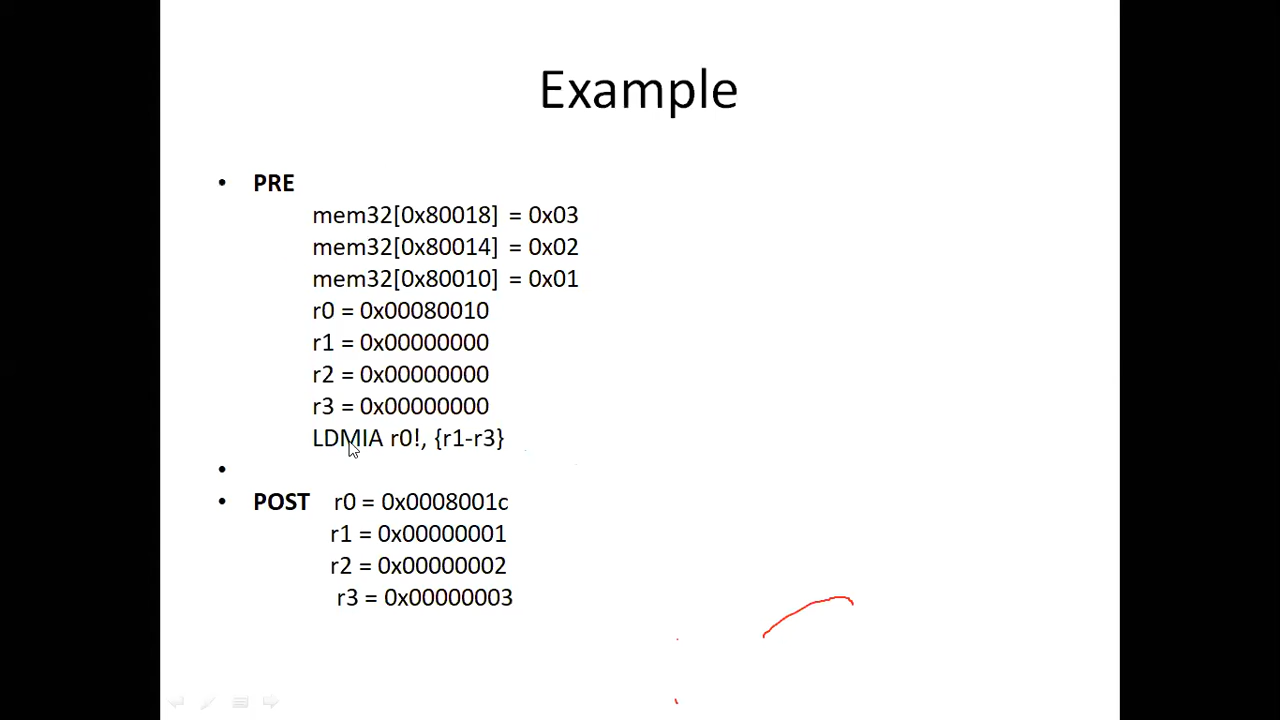 Example
• PRE
mem32[0x80018] = 0x03
mem32[0x80014] = 0x02
mem32[0x80010] = 0x01
r0 = 0x00080010
r1 = 0x00000000
r2 = 0x00000000
r3 = 0x00000000
LDMIA r0!, {r1-r3}
•
• POST r0 = 0x0008001c
r1 = 0x00000001
r2 = 0x00000002
r3 = 0x00000003